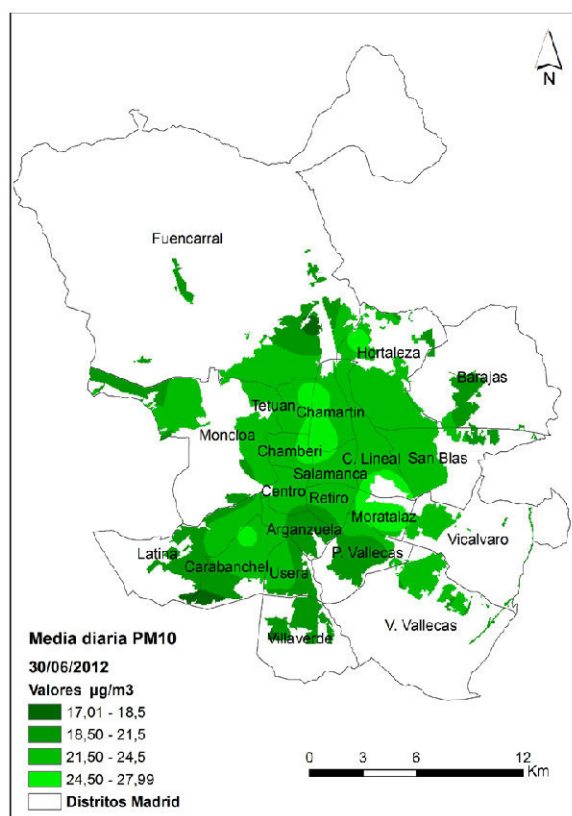 N
Fuencarral
Hortaleza
Barajas
Tetuan
Chamartin
Moncloa
Chamberi
C. Lineal
San Blas
Salamanca
Centro
Retiro
Moratalaz
Arganzuela
Vicalvaro
Latina
P. Vallecas
Carabanchel
Usera
V. Vallecas
Villaverde
Media diaria PM10
30/06/2012
Valores µg/m3
17,01 - 18,5
18,50 - 21,5
21,50 - 24,5
24,50 - 27,99
Distritos Madrid
0 3 6 12
Km